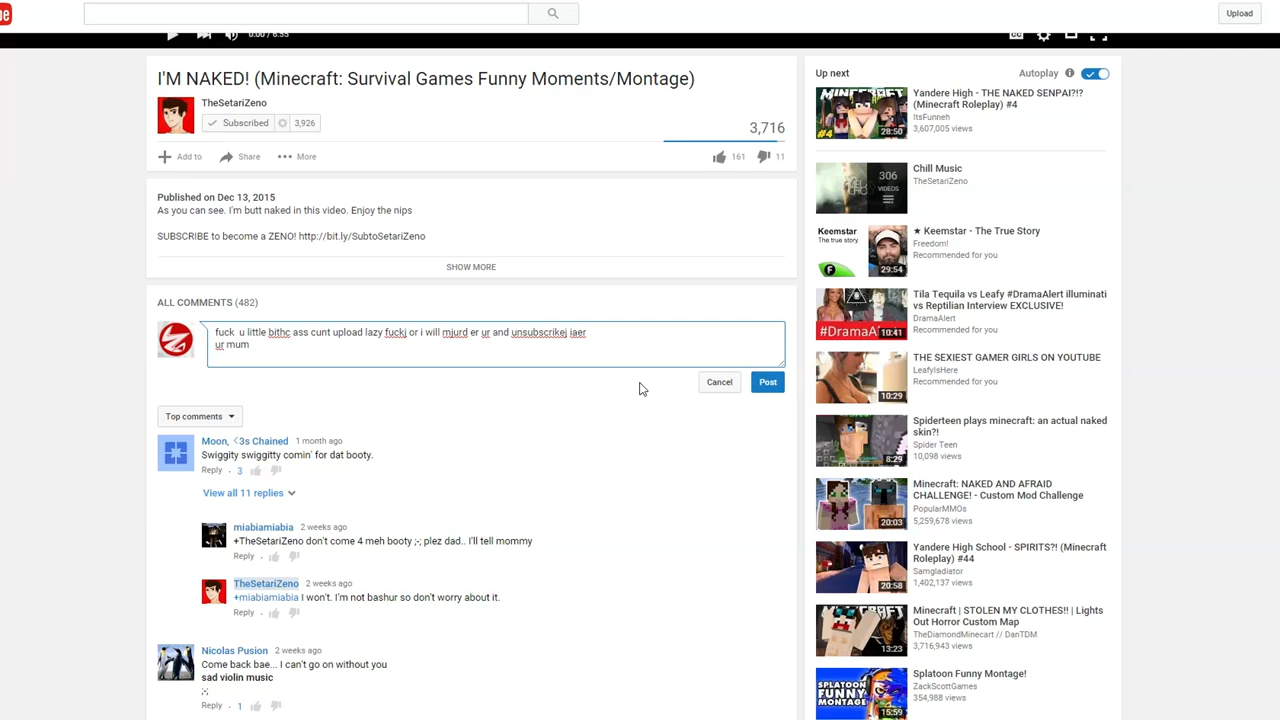 Upload
0:00 / 6:55
I'M NAKED! (Minecraft: Survival Games Funny Moments/Montage)
TheSetariZeno
Subscribed 3,926
3,716
Add to Share More
161 11
Published on Dec 13, 2015
As you can see. I'm butt naked in this video. Enjoy the nips
SUBSCRIBE to become a ZENO! http://bit.ly/SubtoSetariZeno
SHOW MORE
ALL COMMENTS (482)
fuck u little bithc ass cunt upload lazy fuckj or i will mjurd er ur and unsubscrikej iaer
ur mum
Cancel Post
Top comments
Moon, <3s Chained 1 month ago
Swiggity swiggitty comin' for dat booty.
Reply 3
View all 11 replies
miabiamiabia 2 weeks ago
+TheSetariZeno don't come 4 meh booty ;-; plez dad.. I'll tell mommy
Reply
TheSetariZeno 2 weeks ago
+miabiamiabia I won't. I'm not bashur so don't worry about it.
Reply
Nicolas Pusion 2 weeks ago
Come back bae... I can't go on without you
sad violin music
;-;
Reply 1
Up next Autoplay
MINECRAFT
#4
28:50
Yandere High - THE NAKED SENPAI?!?
(Minecraft Roleplay) #4
ItsFunneh
3,607,005 views
306
VIDEOS
Chill Music
TheSetariZeno
Keemstar
The true story.
29:54
★ Keemstar - The True Story
Freedom!
Recommended for you
#DramaAlert
10:41
Tila Tequila vs Leafy #DramaAlert illuminati
vs Reptilian Interview EXCLUSIVE!
DramaAlert
Recommended for you
10:29
THE SEXIEST GAMER GIRLS ON YOUTUBE
LeafyIsHere
Recommended for you
8:29
Spiderteen plays minecraft: an actual naked
skin?!
Spider Teen
10,098 views
20:03
Minecraft: NAKED AND AFRAID
CHALLENGE! - Custom Mod Challenge
PopularMMOs
5,259,678 views
20:58
Yandere High School - SPIRITS?! (Minecraft
Roleplay) #44
Samgladiator
1,402,137 views
MINECRAFT
13:23
Minecraft | STOLEN MY CLOTHES!! | Lights
Out Horror Custom Map
TheDiamondMinecart // DanTDM
3,716,943 views
SPLATOON
FUNNY
MONTAGE
15:59
Splatoon Funny Montage!
ZackScottGames
354,988 views